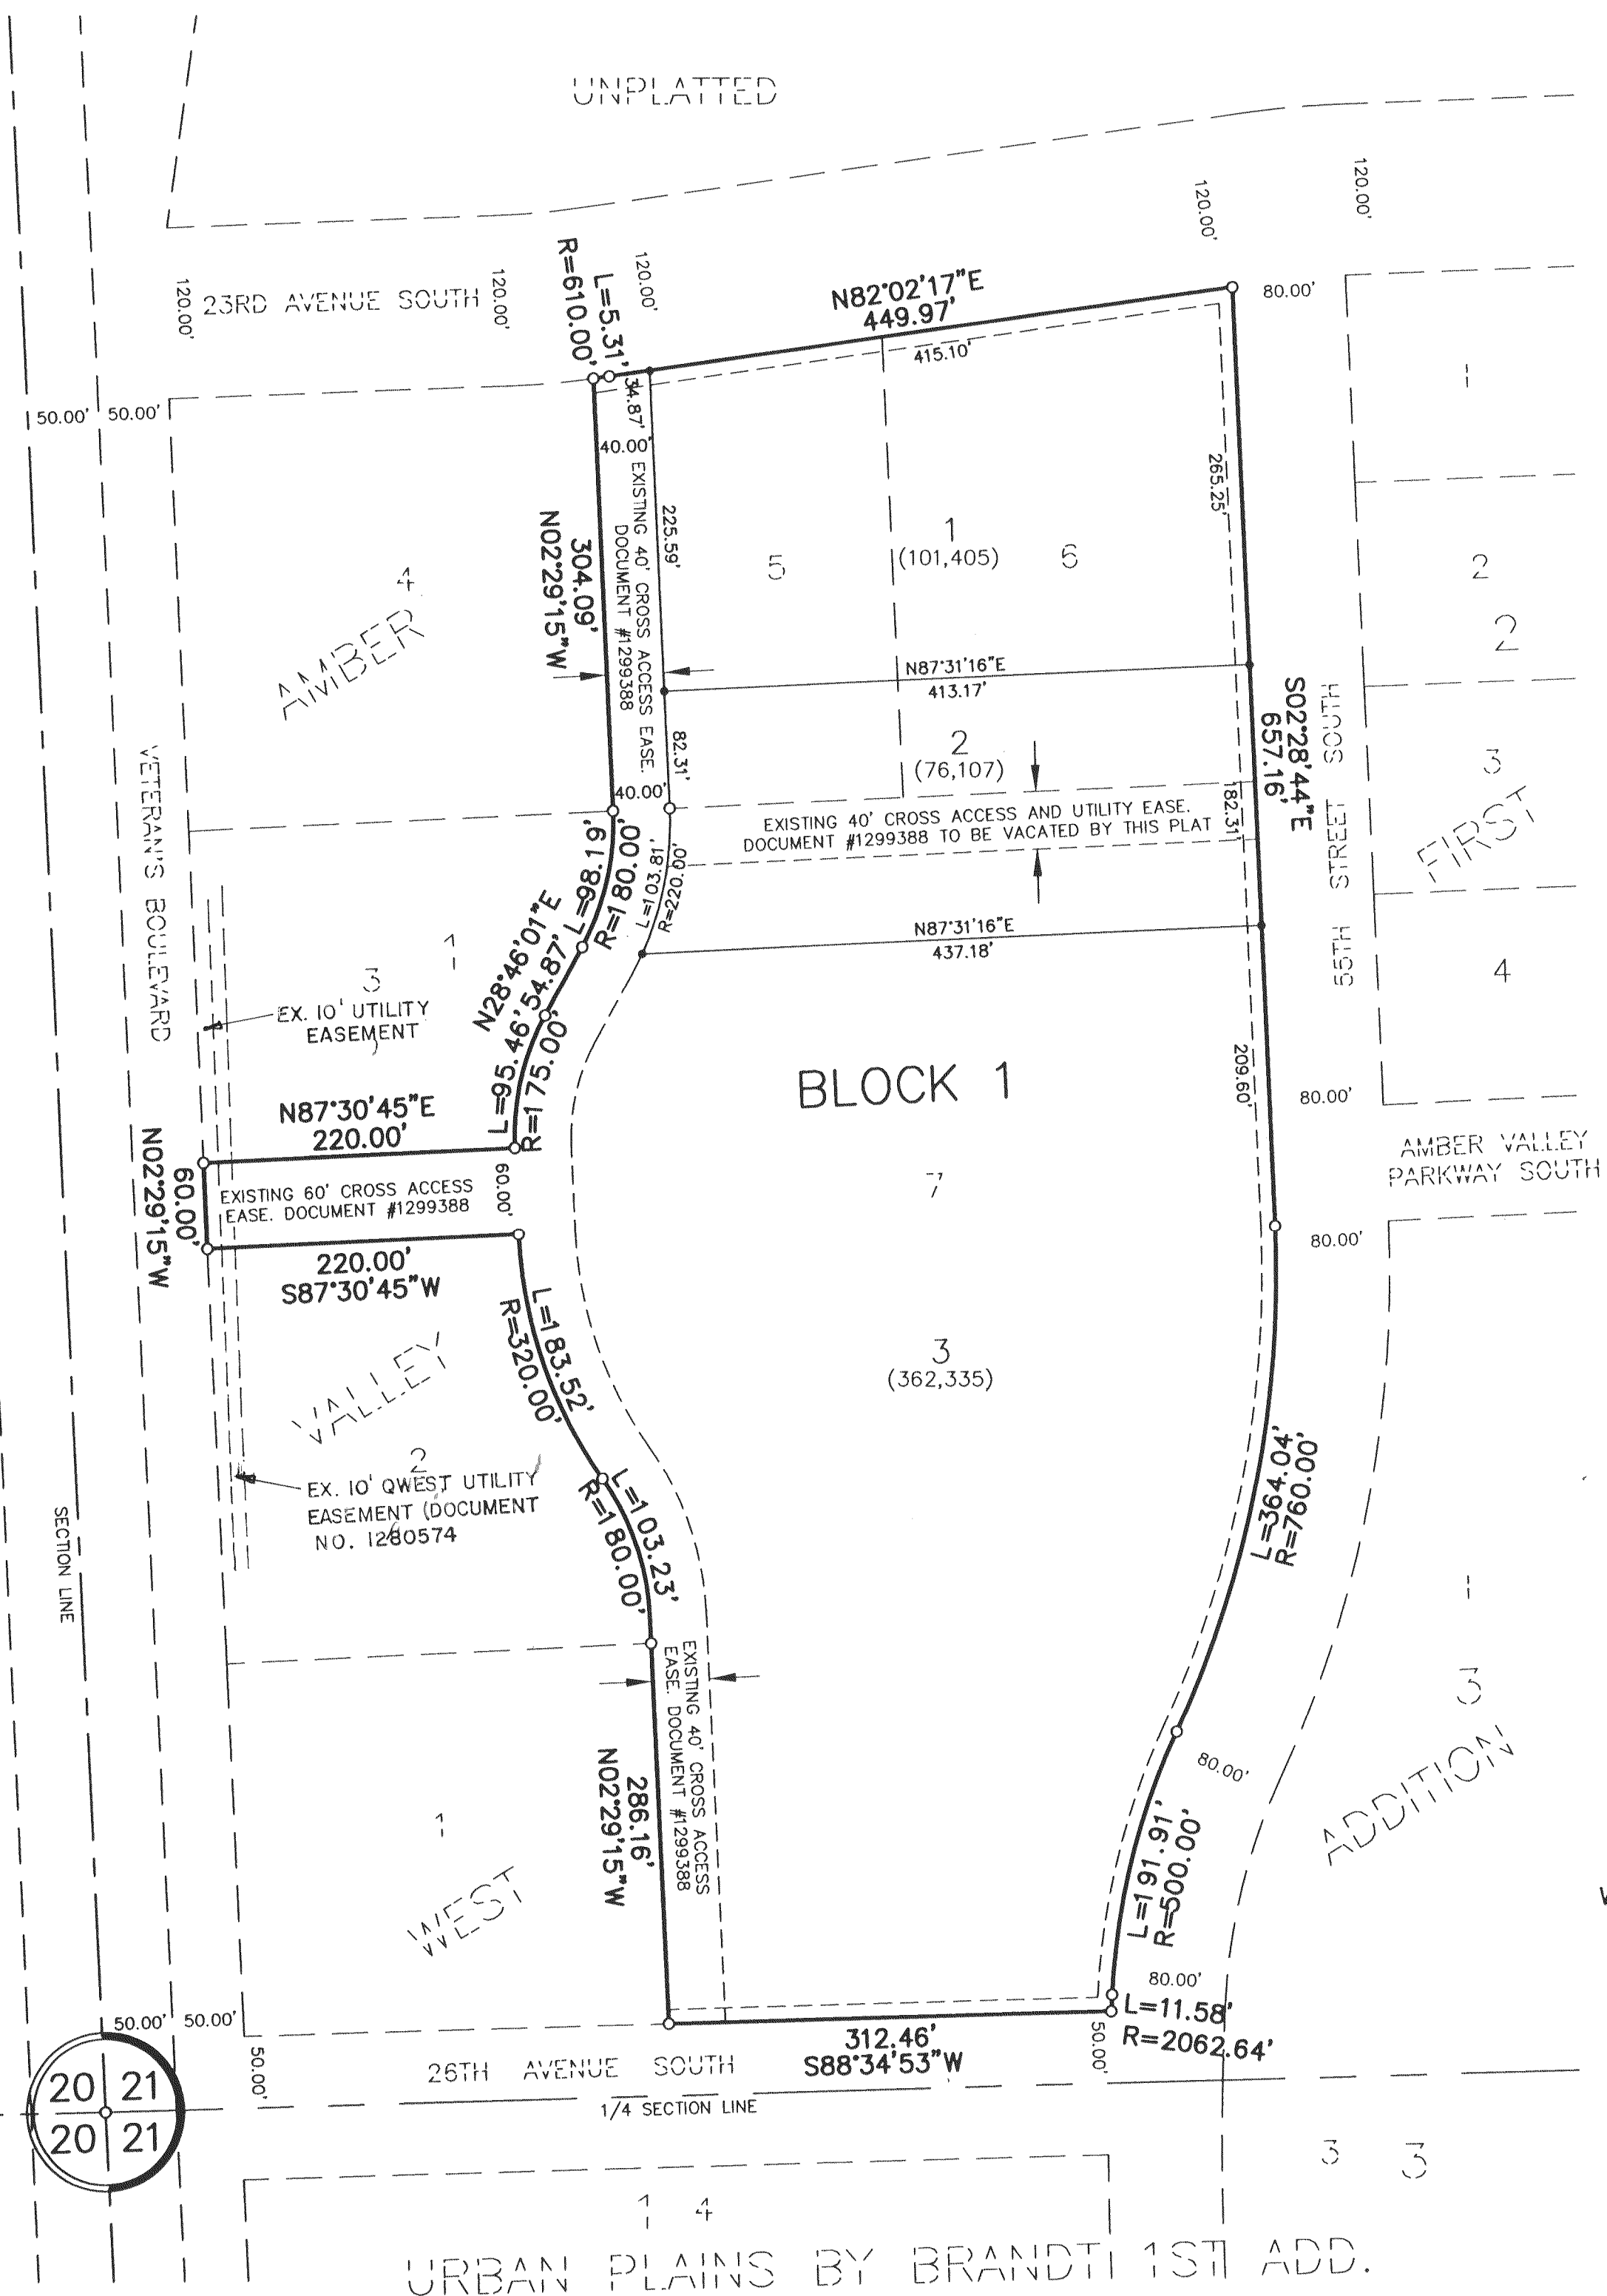 UNPLATTED
120.00'
120.00'
23RD AVENUE SOUTH
120.00'
120.00'
120.00'
R=610.00'
L=5.31'
N82°02'17"E
449.97'
415.10'
80.00'
34.87'
40.00'
50.00'
50.00'
EXISTING 40' CROSS ACCESS EASE.
DOCUMENT #1299388
304.09'
N02°29'15"W
225.59'
265.25'
1
(101,405)
5
6
4
AMBER
1
2
2
3
4
FIRST
N87°31'16"E
413.17'
82.31'
2
(76,107)
40.00'
EXISTING 40' CROSS ACCESS AND UTILITY EASE.
DOCUMENT #1299388 TO BE VACATED BY THIS PLAT
182.31'
S02°28'44"E
657.16'
55TH STREET SOUTH
VETERAN'S BOULEVARD
L=98.19'
R=180.00'
L=103.81'
R=220.00'
N87°31'16"E
437.18'
N28°46'01"E
54.87'
L=95.46'
R=175.00'
1
3
EX. 10' UTILITY
EASEMENT
BLOCK 1
209.60'
80.00'
N87°30'45"E
220.00'
N02°29'15"W
60.00'
EXISTING 60' CROSS ACCESS
EASE. DOCUMENT #1299388
60.00'
AMBER VALLEY
PARKWAY SOUTH
7
80.00'
220.00'
S87°30'45"W
L=183.52'
R=320.00'
VALLEY
3
(362,335)
2
EX. 10' QWEST UTILITY
EASEMENT (DOCUMENT
NO. 1280574
L=364.04'
R=760.00'
SECTION LINE
L=103.23'
R=180.00'
1
3
EXISTING 40' CROSS ACCESS
EASE. DOCUMENT #1299388
286.16'
N02°29'15"W
80.00'
ADDITION
1
WEST
L=191.91'
R=500.00'
80.00'
L=11.58'
R=2062.64'
50.00'
50.00'
50.00'
50.00'
312.46'
S88°34'53"W
26TH AVENUE SOUTH
1/4 SECTION LINE
20 21
20 21
3 3
1 4
URBAN PLAINS BY BRANDT 1ST ADD.